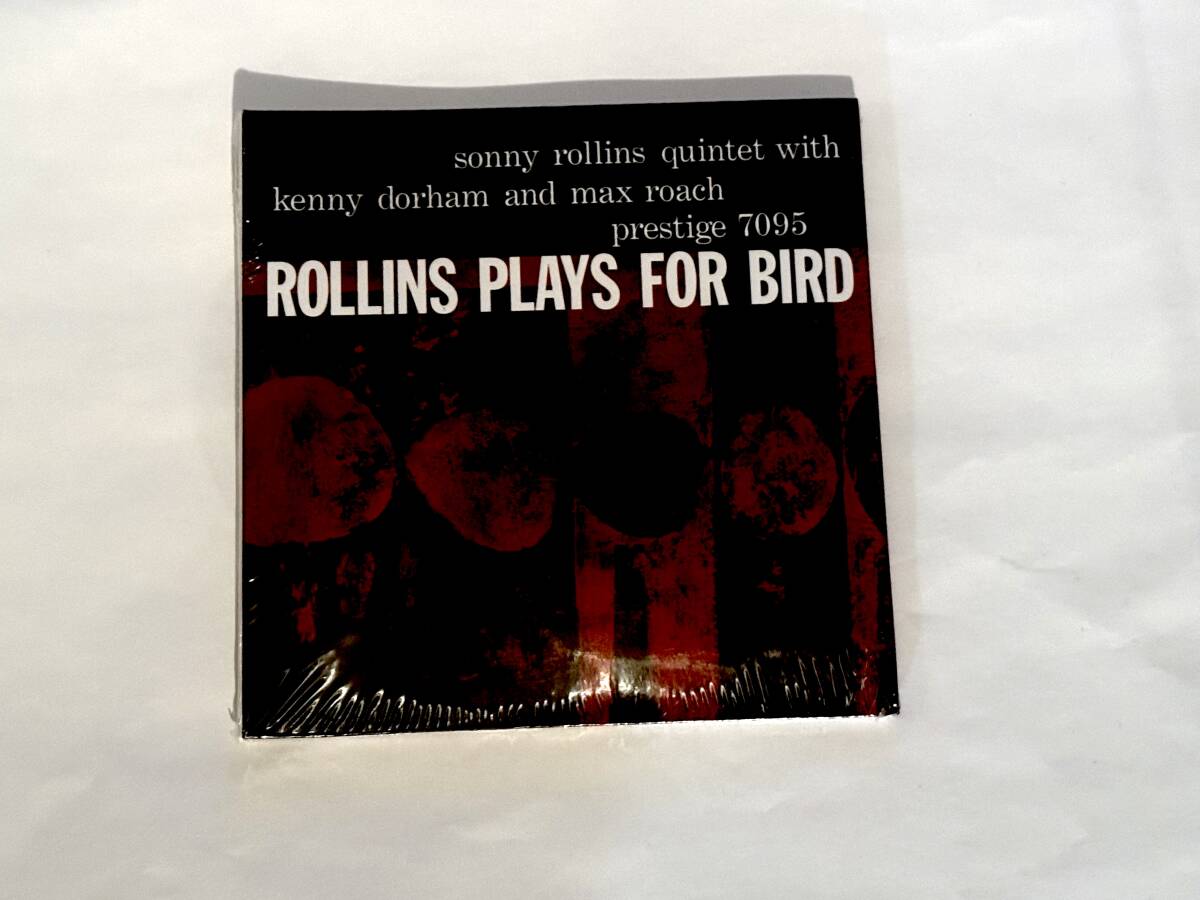 sonny rollins quintet with
kenny dorham and max roach
prestige 7095
ROLLINS PLAYS FOR BIRD